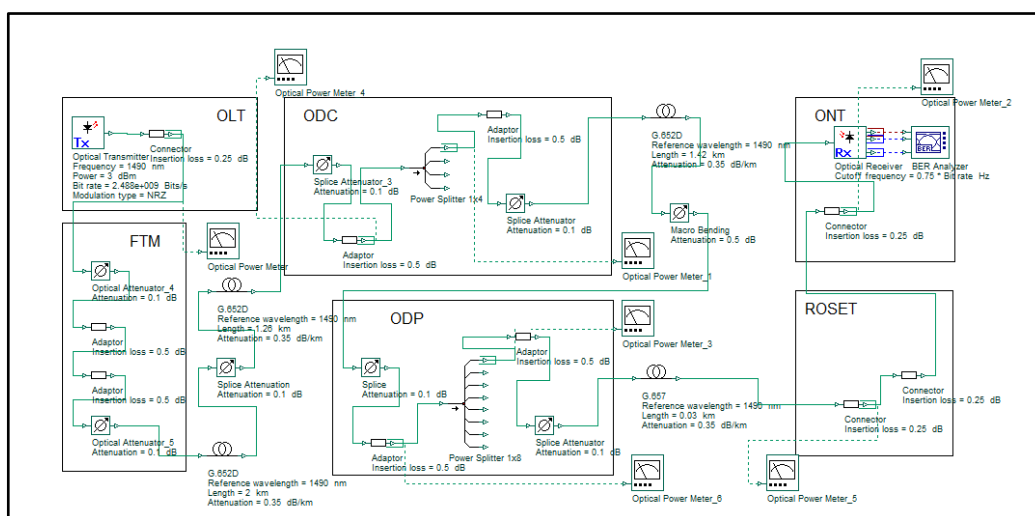 OLT
Tx
Optical Transmitter
Frequency = 1490 nm
Power = 3 dBm
Bit rate = 2.488e+009 Bits/s
Modulation type = NRZ
Connector
Insertion loss = 0.25 dB
Optical Power Meter_4
Optical Power Meter
FTM
Optical Attenuator_4
Attenuation = 0.1 dB
Adaptor
Insertion loss = 0.5 dB
Adaptor
Insertion loss = 0.5 dB
Optical Attenuator_5
Attenuation = 0.1 dB
G.652D
Reference wavelength = 1490 nm
Length = 2 km
Attenuation = 0.35 dB/km
Splice Attenuation
Attenuation = 0.1 dB
G.652D
Reference wavelength = 1490 nm
Length = 1.26 km
Attenuation = 0.35 dB/km
ODC
Splice Attenuator_3
Attenuation = 0.1 dB
Adaptor
Insertion loss = 0.5 dB
Power Splitter 1x4
Adaptor
Insertion loss = 0.5 dB
Splice Attenuator
Attenuation = 0.1 dB
G.652D
Reference wavelength = 1490 nm
Length = 1.42 km
Attenuation = 0.35 dB/km
Macro Bending
Attenuation = 0.5 dB
Optical Power Meter_1
ODP
Splice
Attenuation = 0.1 dB
Adaptor
Insertion loss = 0.5 dB
Power Splitter 1x8
Adaptor
Insertion loss = 0.5 dB
Splice Attenuator
Attenuation = 0.1 dB
Optical Power Meter_3
G.657
Reference wavelength = 1490 nm
Length = 0.03 km
Attenuation = 0.35 dB/km
Optical Power Meter_6
Optical Power Meter_5
ROSET
Connector
Insertion loss = 0.25 dB
Connector
Insertion loss = 0.25 dB
ONT
Optical Power Meter_2
Rx
Optical Receiver
BER
BER Analyzer
Cutoff frequency = 0.75 * Bit rate Hz
Connector
Insertion loss = 0.25 dB